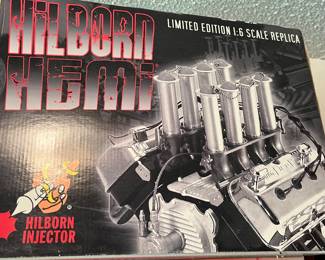 HILBORN
HEMI
LIMITED EDITION 1:6 SCALE REPLICA
HILBORN
INJECTOR